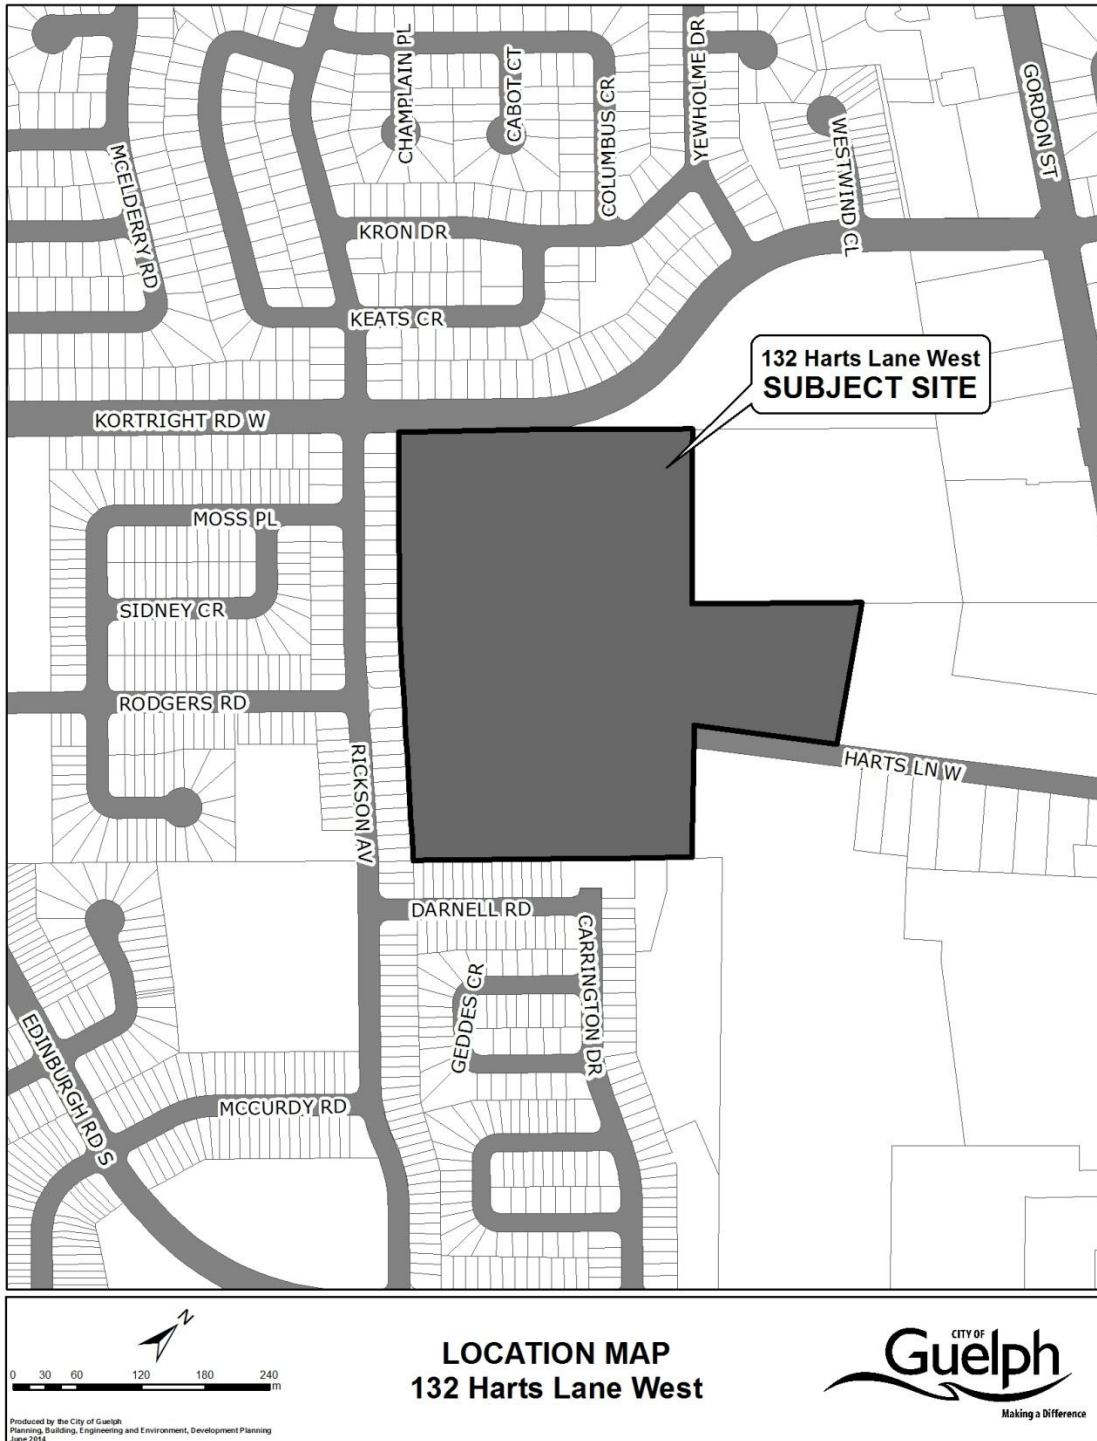 CHAMPLAIN PL
CABOT CT
COLUMBUS CR
YEWHOLME DR
WESTWIND CL
GORDON ST
MCELDERRY RD
KRON DR
KEATS CR
132 Harts Lane West
SUBJECT SITE
KORTRIGHT RD W
MOSS PL
SIDNEY CR
RODGERS RD
RICKSON AV
HARTS LN W
DARNELL RD
CARRINGTON DR
GEDDES CR
EDINBURGH RD S
MCCURDY RD
N
0 30 60 120 180 240
m
LOCATION MAP
132 Harts Lane West
CITY OF
Guelph
Making a Difference
Produced by the City of Guelph
Planning, Building, Engineering and Environment, Development Planning
June 2014